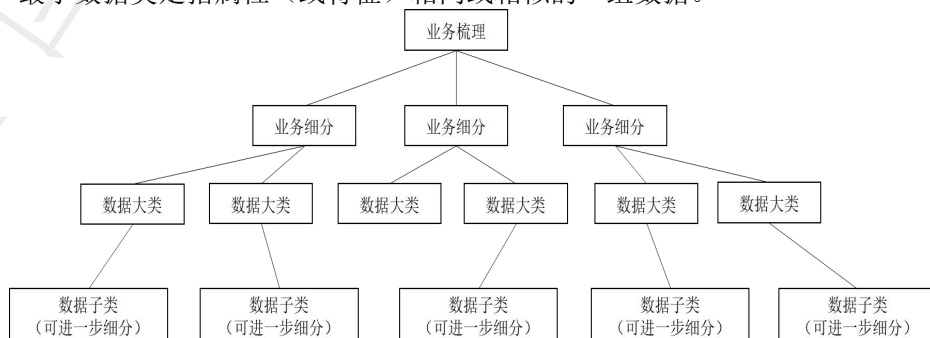 最小数据类是指属性（或特征）相同或相似的一组数据。
业务梳理
业务细分 业务细分 业务细分
数据大类 数据大类 数据大类 数据大类 数据大类 数据大类
数据子类 数据子类 数据子类 数据子类 数据子类
（可进一步细分） （可进一步细分） （可进一步细分） （可进一步细分） （可进一步细分）